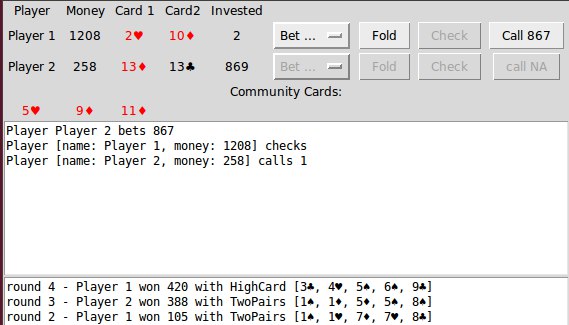 Player Money Card 1 Card2 Invested
Player 1 1208 2♥ 10♦ 2 Bet ... Fold Check Call 867
Player 2 258 13♦ 13♣ 869 Bet ... Fold Check call NA
Community Cards:
5♥ 9♦ 11♦
Player Player 2 bets 867
Player [name: Player 1, money: 1208] checks
Player [name: Player 2, money: 258] calls 1
round 4 - Player 1 won 420 with HighCard [3♣, 4♥, 5♠, 6♠, 9♣]
round 3 - Player 2 won 388 with TwoPairs [1♠, 1♦, 5♦, 5♠, 8♠]
round 2 - Player 1 won 105 with TwoPairs [1♠, 1♥, 7♦, 7♥, 8♣]